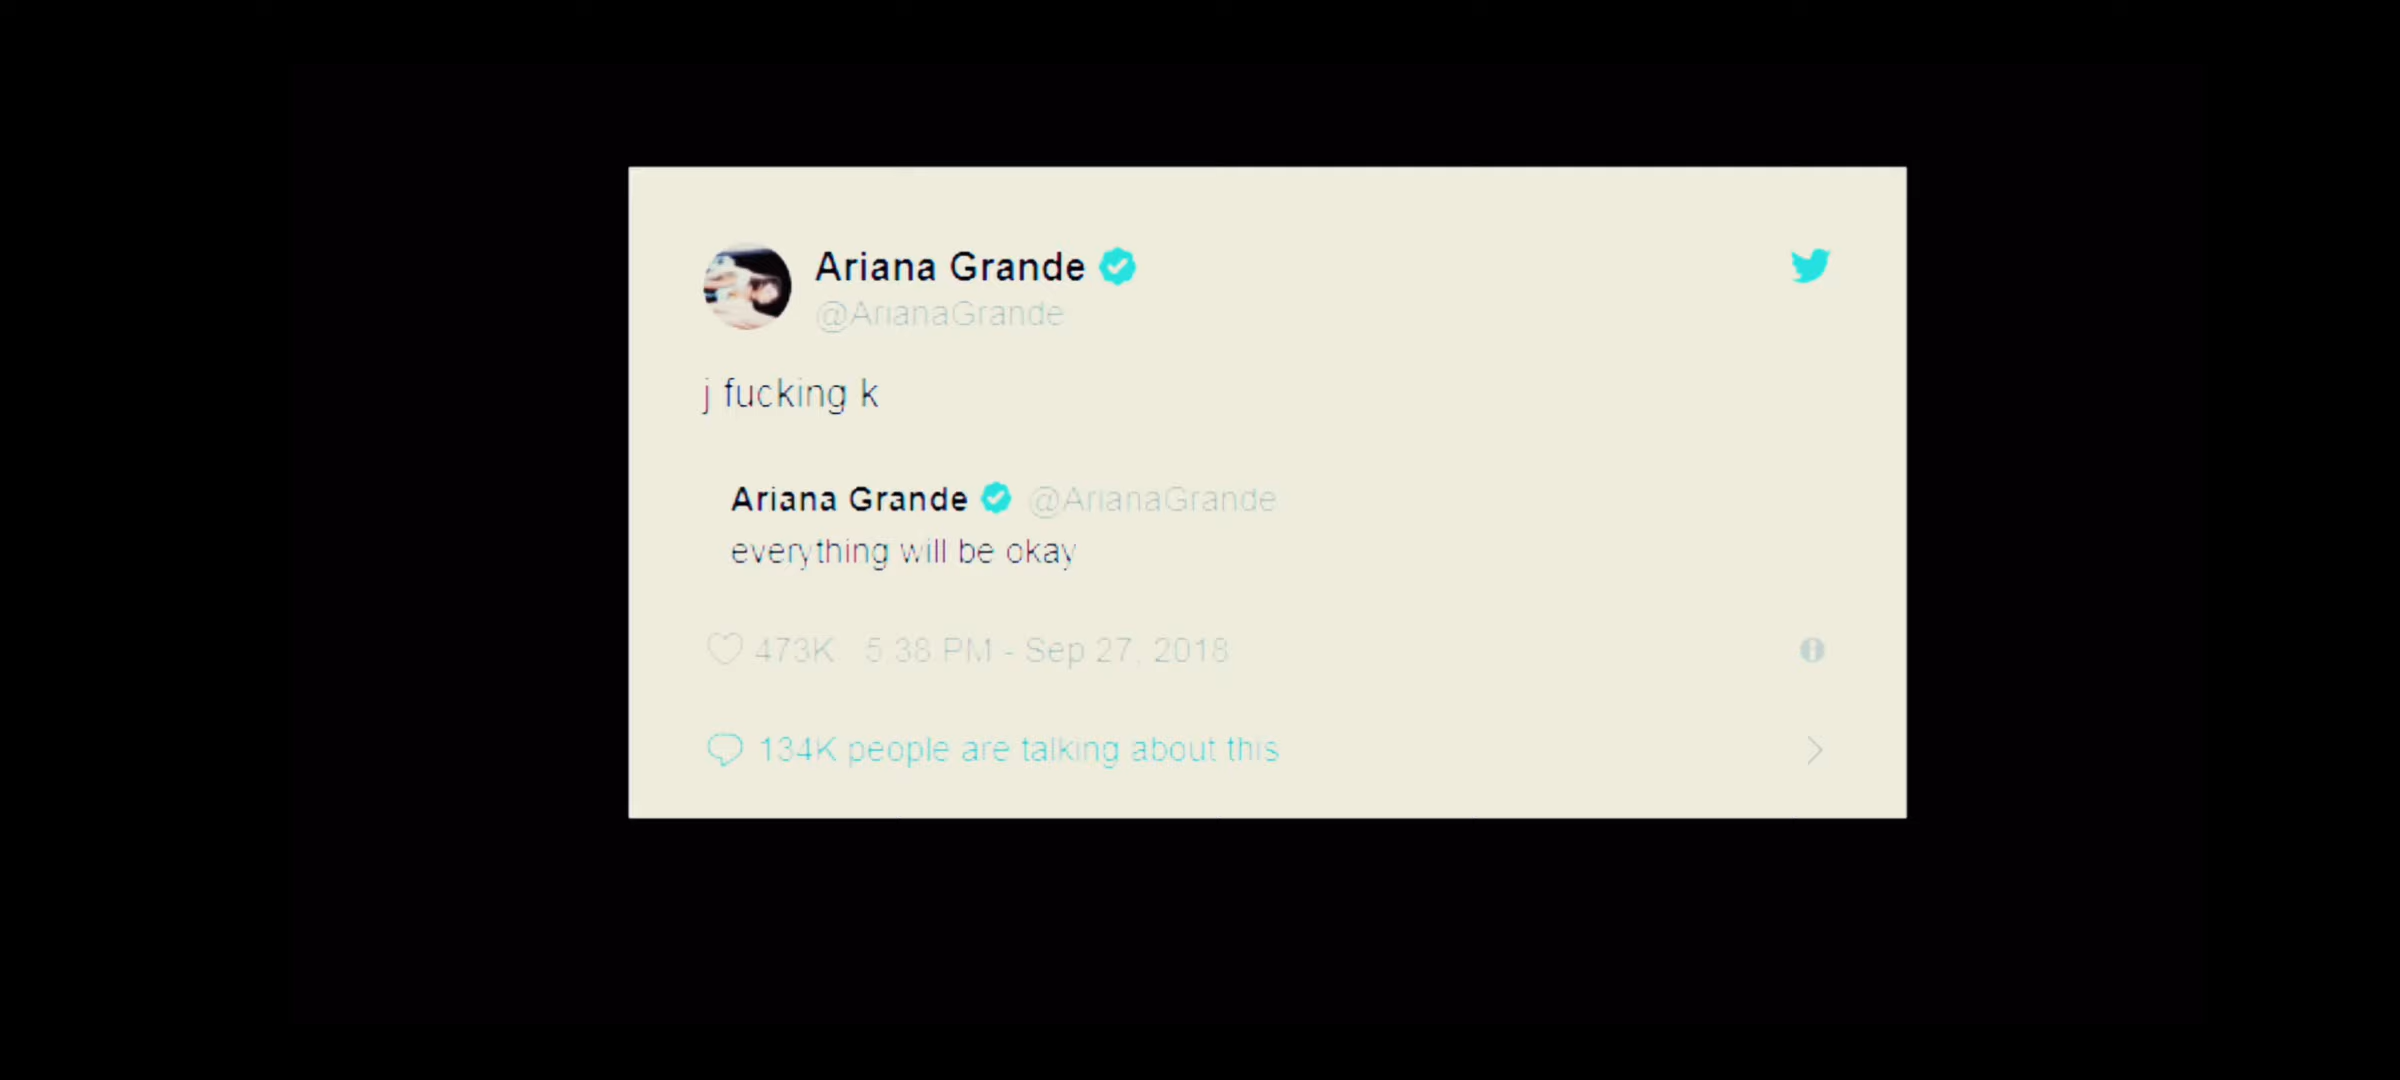 Ariana Grande
@ArianaGrande
j fucking k
Ariana Grande @ArianaGrande
everything will be okay
473K 5:38 PM - Sep 27, 2018
134K people are talking about this